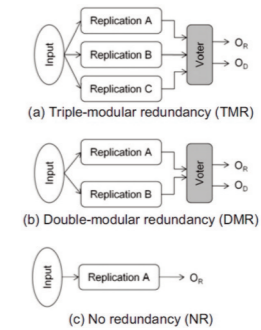 Input
Replication A
Replication B
Replication C
Voter
O_R
O_D
(a) Triple-modular redundancy (TMR)
Input
Replication A
Replication B
Voter
O_R
O_D
(b) Double-modular redundancy (DMR)
Input
Replication A
O_R
(c) No redundancy (NR)